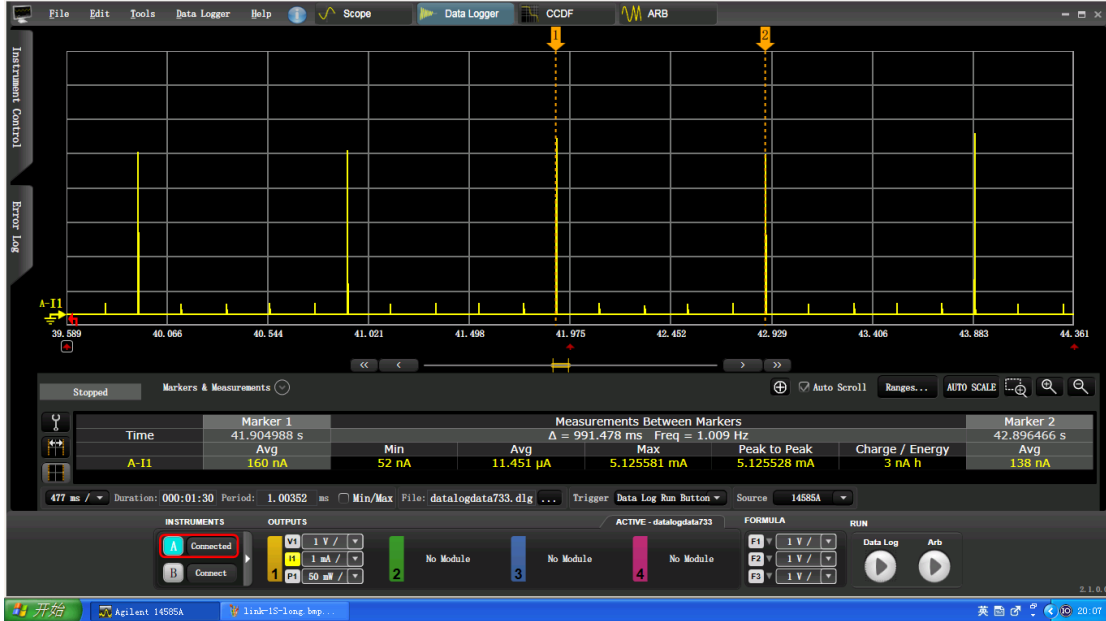 File Edit Tools Data Logger Help Scope Data Logger CCDF ARB
Instrument Control
Error Log
1 2
A-I1
39.589 40.066 40.544 41.021 41.498 41.975 42.452 42.929 43.406 43.883 44.361
<< < > >>
Stopped Markers & Measurements Auto Scroll Ranges... AUTO SCALE
Marker 1 Measurements Between Markers Marker 2
Time 41.904988 s Δ = 991.478 ms Freq = 1.009 Hz 42.896466 s
Avg Min Avg Max Peak to Peak Charge / Energy Avg
A-I1 160 nA 52 nA 11.451 µA 5.125581 mA 5.125528 mA 3 nA h 138 nA
477 ms / Duration: 000:01:30 Period: 1.00352 ms Min/Max File: datalogdata733.dlg ... Trigger Data Log Run Button Source 14585A
INSTRUMENTS OUTPUTS ACTIVE - datalogdata733 FORMULA RUN
A Connected V1 1 V / F1 1 V / Data Log Arb
I1 1 mA / No Module No Module No Module F2 1 V /
B Connect 1 P1 50 mW / 2 3 4 F3 1 V /
2.1.0.
开始 Agilent 14585A link-1S-long.bmp... 英 20:07